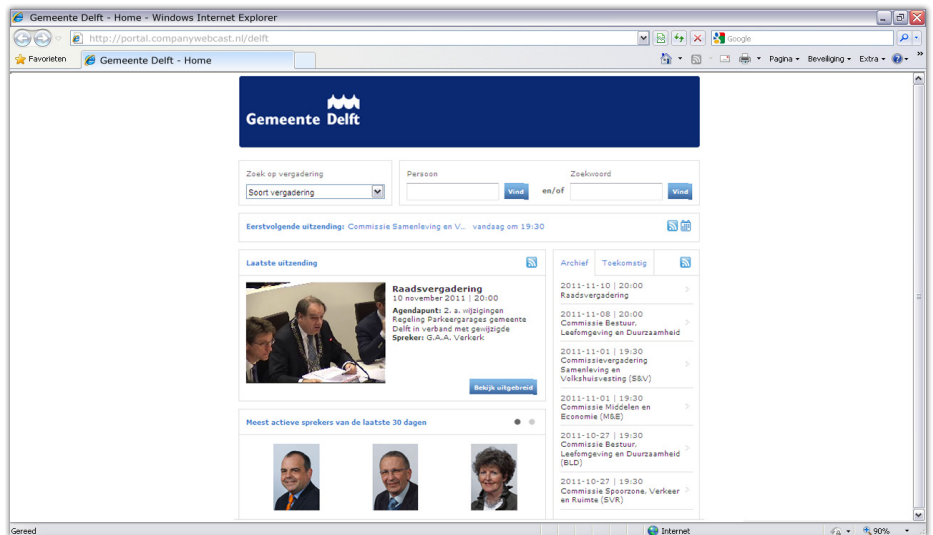 Gemeente Delft - Home - Windows Internet Explorer
http://portal.companywebcast.nl/delft
Google
Favorieten
Gemeente Delft - Home
Pagina
Beveiliging
Extra
Gemeente Delft
Zoek op vergadering
Soort vergadering
Persoon
Vind
en/of
Zoekwoord
Vind
Eerstvolgende uitzending: Commissie Samenleving en V... vandaag om 19:30
Laatste uitzending
Raadsvergadering
10 november 2011 | 20:00
Agendapunt: 2. a. wijzigingen
Regeling Parkeergarages gemeente
Delft in verband met gewijzigde
Spreker: G.A.A. Verkerk
Bekijk uitgebreid
Meest actieve sprekers van de laatste 30 dagen
Archief
Toekomstig
2011-11-10 | 20:00
Raadsvergadering
2011-11-08 | 20:00
Commissie Bestuur,
Leefomgeving en Duurzaamheid
2011-11-01 | 19:30
Commissievergadering
Samenleving en
Volkshuisvesting (S&V)
2011-11-01 | 19:30
Commissie Middelen en
Economie (M&E)
2011-10-27 | 19:30
Commissie Bestuur,
Leefomgeving en Duurzaamheid
(BLD)
2011-10-27 | 19:30
Commissie Spoorzone, Verkeer
en Ruimte (SVR)
Gereed
Internet
90%